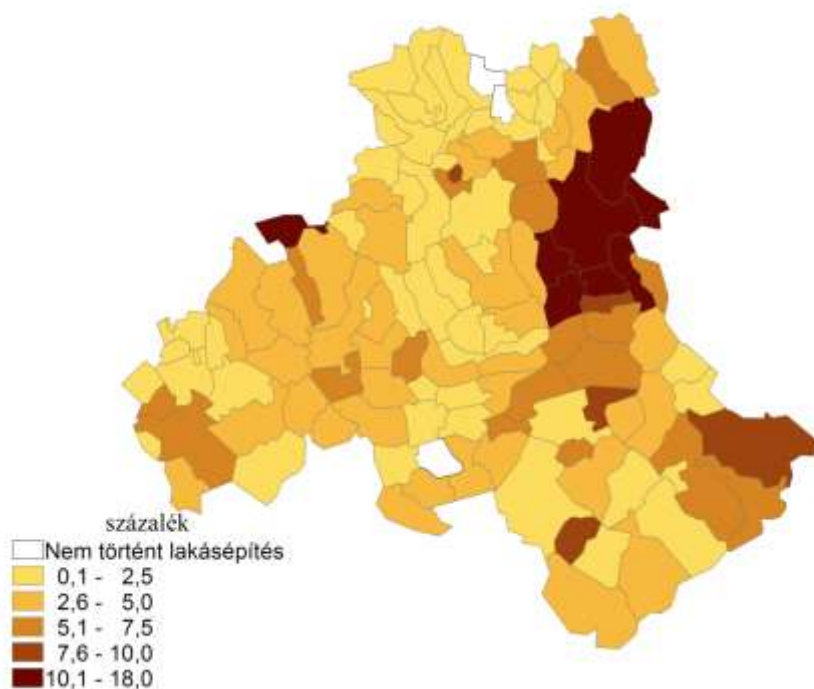 százalék
Nem történt lakásépítés
0,1 - 2,5
2,6 - 5,0
5,1 - 7,5
7,6 - 10,0
10,1 - 18,0